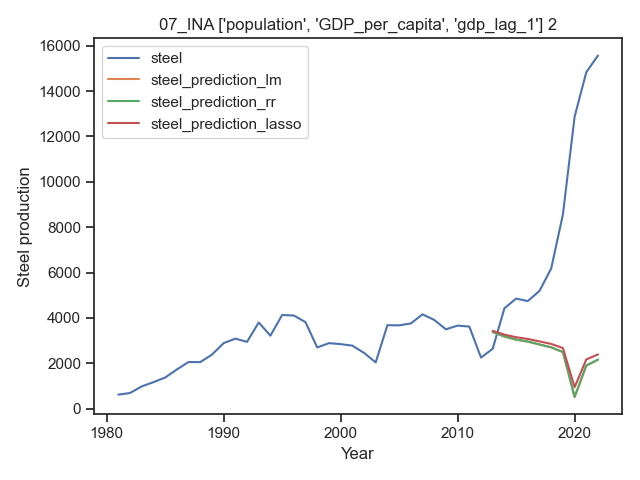 07_INA ['population', 'GDP_per_capita', 'gdp_lag_1'] 2
steel
steel_prediction_lm
steel_prediction_rr
steel_prediction_lasso
Steel production
16000
14000
12000
10000
8000
6000
4000
2000
0
1980
1990
2000
2010
2020
Year